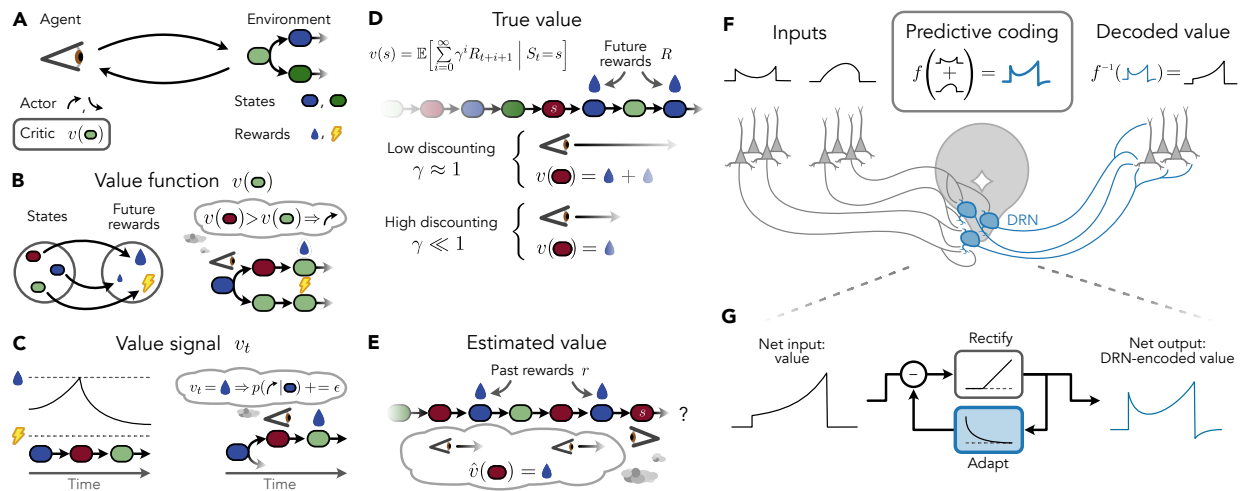 A
Agent
Environment
Actor
States
,
Critic v( )
Rewards
,
B
Value function v( )
States
Future
rewards
v( ) > v( ) ⇒
C
Value signal v_t
v_t = ⇒ p( | ) += ϵ
Time
Time
D
True value
v(s) = 𝔼[∑_{i=0}^{∞} γ^i R_{t+i+1} | S_t = s]
Future
rewards R
s
Low discounting
γ ≈ 1
v( ) = +
High discounting
γ ≪ 1
v( ) =
E
Estimated value
Past rewards r
s
?
v̂( ) =
F
Inputs
Predictive coding
f( + ) =
Decoded value
f^{-1}( ) =
DRN
G
Net input:
value
Rectify
−
Adapt
Net output:
DRN-encoded value